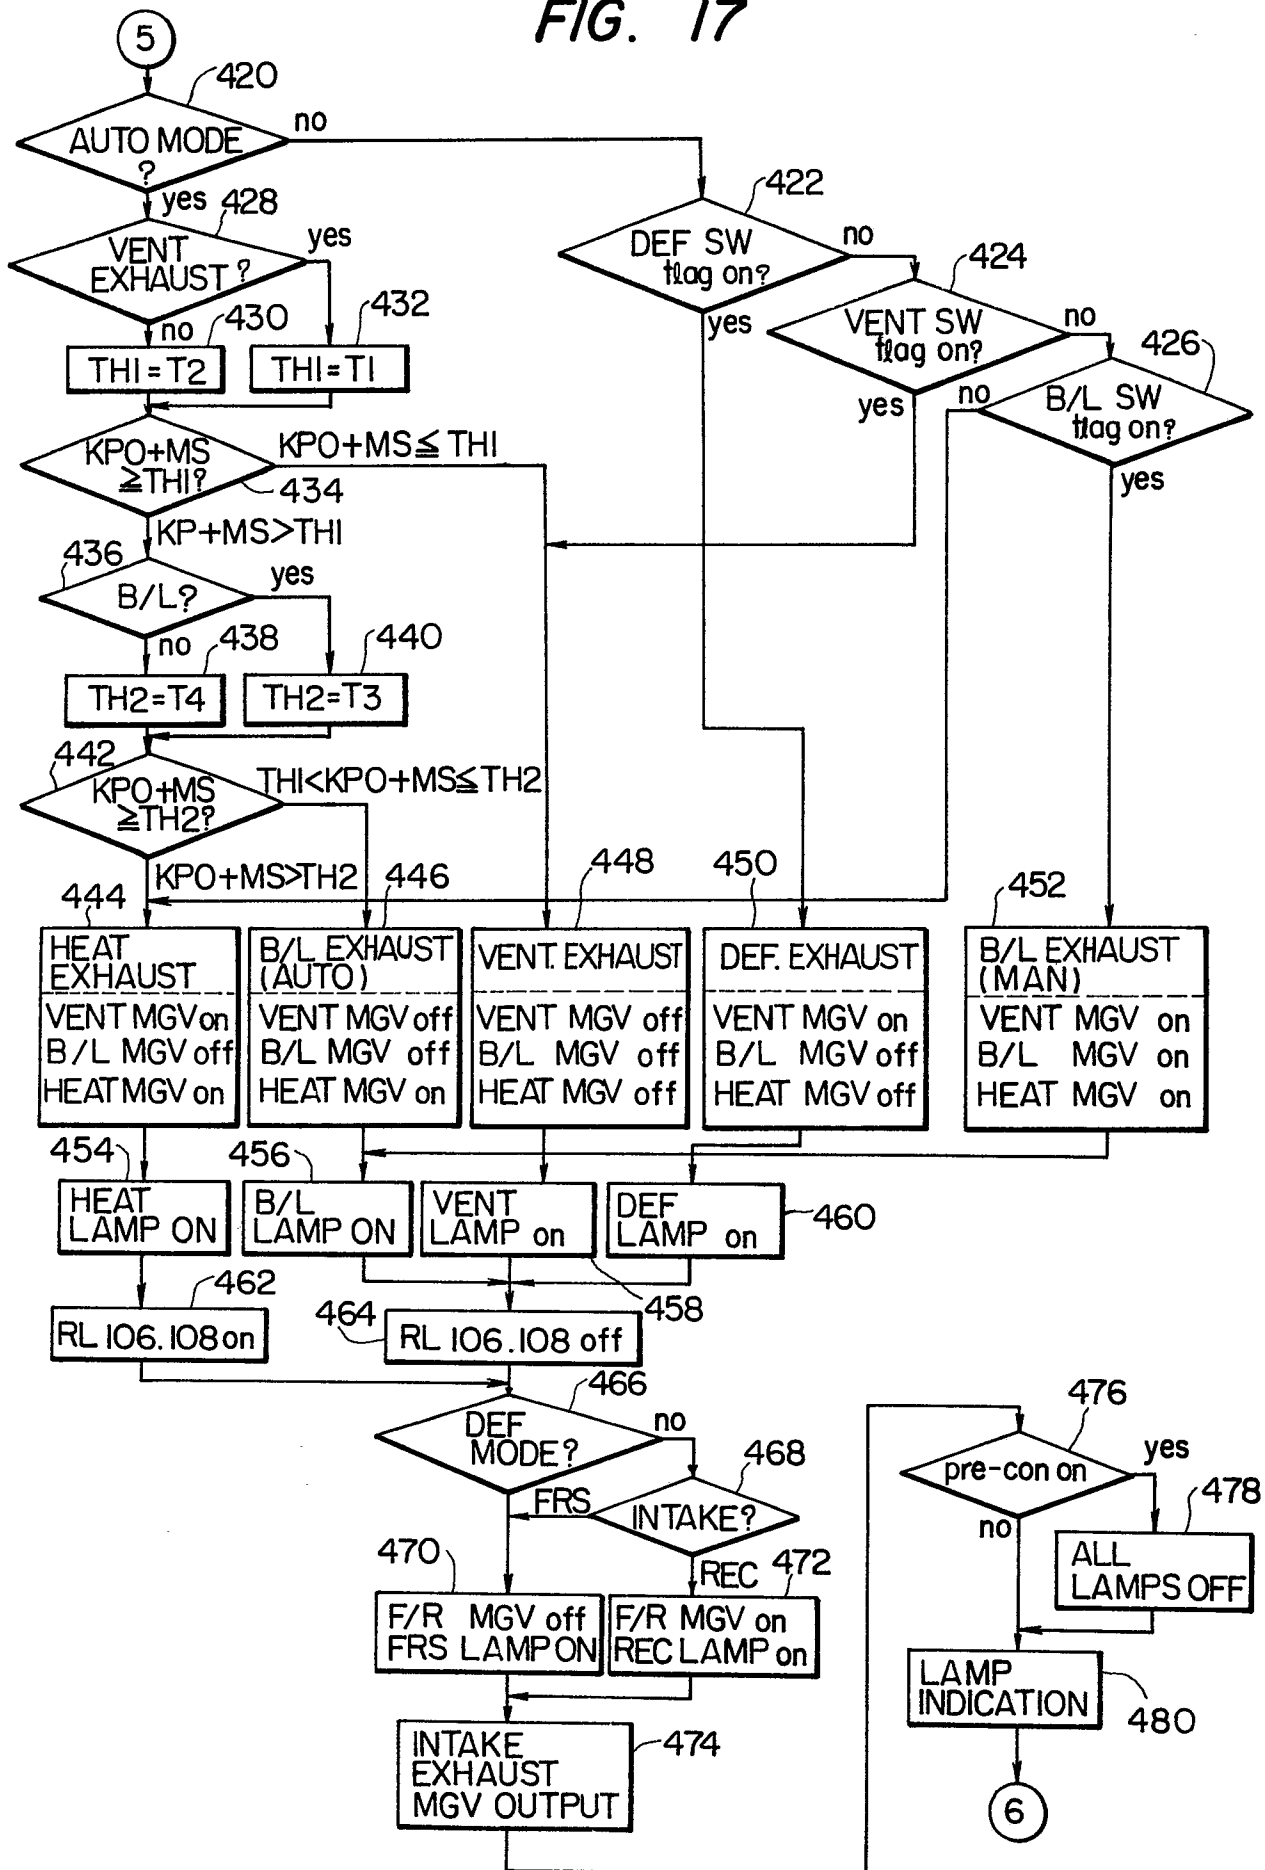 FIG. 17
5
420
AUTO MODE
?
no
yes
428
VENT
EXHAUST?
yes
no
430
432
TH1=T2
TH1=T1
422
DEF SW
flag on?
no
yes
424
VENT SW
flag on?
no
yes
426
B/L SW
flag on?
no
yes
KPO+MS
≧TH1?
KPO+MS≦TH1
434
KP+MS>TH1
436
B/L?
yes
no
438
440
TH2=T4
TH2=T3
442
KPO+MS
≧TH2?
TH1<KPO+MS≦TH2
KPO+MS>TH2
444
HEAT
EXHAUST
VENT MGV on
B/L MGV off
HEAT MGV on
446
B/L EXHAUST
(AUTO)
VENT MGV off
B/L MGV off
HEAT MGV on
448
VENT. EXHAUST
VENT MGV off
B/L MGV off
HEAT MGV off
450
DEF. EXHAUST
VENT MGV on
B/L MGV off
HEAT MGV off
452
B/L EXHAUST
(MAN)
VENT MGV on
B/L MGV on
HEAT MGV on
454
HEAT
LAMP ON
456
B/L
LAMP ON
VENT
LAMP on
458
DEF
LAMP on
460
462
RL 106.108 on
464
RL 106.108 off
466
DEF
MODE?
no
468
INTAKE?
FRS
REC
470
F/R MGV off
FRS LAMP ON
472
F/R MGV on
REC LAMP on
INTAKE
EXHAUST
MGV OUTPUT
474
476
pre-con on
yes
no
478
ALL
LAMPS OFF
LAMP
INDICATION
480
6